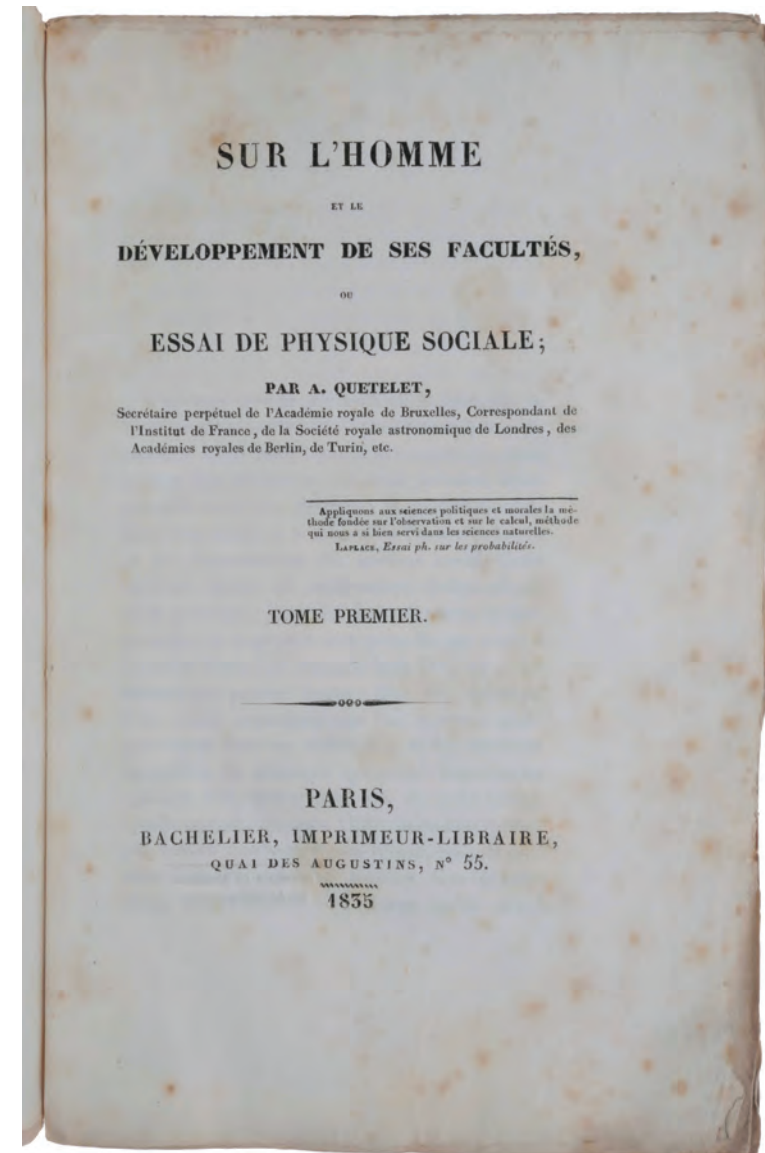 SUR L'HOMME
ET LE
DÉVELOPPEMENT DE SES FACULTÉS,
OU
ESSAI DE PHYSIQUE SOCIALE;
PAR A. QUETELET,
Secrétaire perpétuel de l'Académie royale de Bruxelles, Correspondant de
l'Institut de France, de la Société royale astronomique de Londres, des
Académies royales de Berlin, de Turin, etc.
Appliquons aux sciences politiques et morales la mé-
thode fondée sur l'observation et sur le calcul, méthode
qui nous a si bien servi dans les sciences naturelles.
LAPLACE, Essai ph. sur les probabilités.
TOME PREMIER.
PARIS,
BACHELIER, IMPRIMEUR-LIBRAIRE,
QUAI DES AUGUSTINS, N° 55.
1835